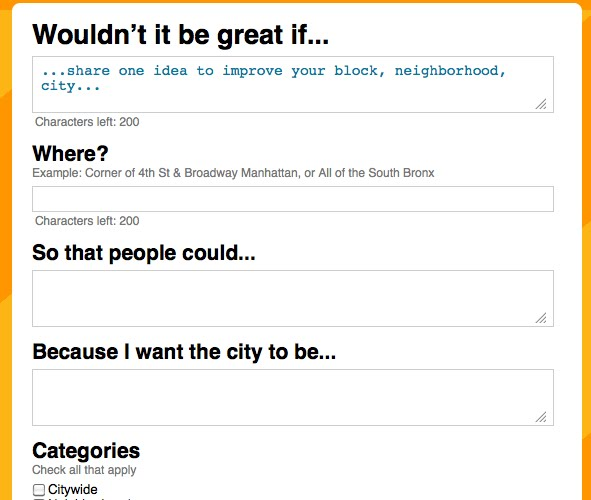 Wouldn’t it be great if...
...share one idea to improve your block, neighborhood,
city...
Characters left: 200
Where?
Example: Corner of 4th St & Broadway Manhattan, or All of the South Bronx
Characters left: 200
So that people could...
Because I want the city to be...
Categories
Check all that apply
Citywide